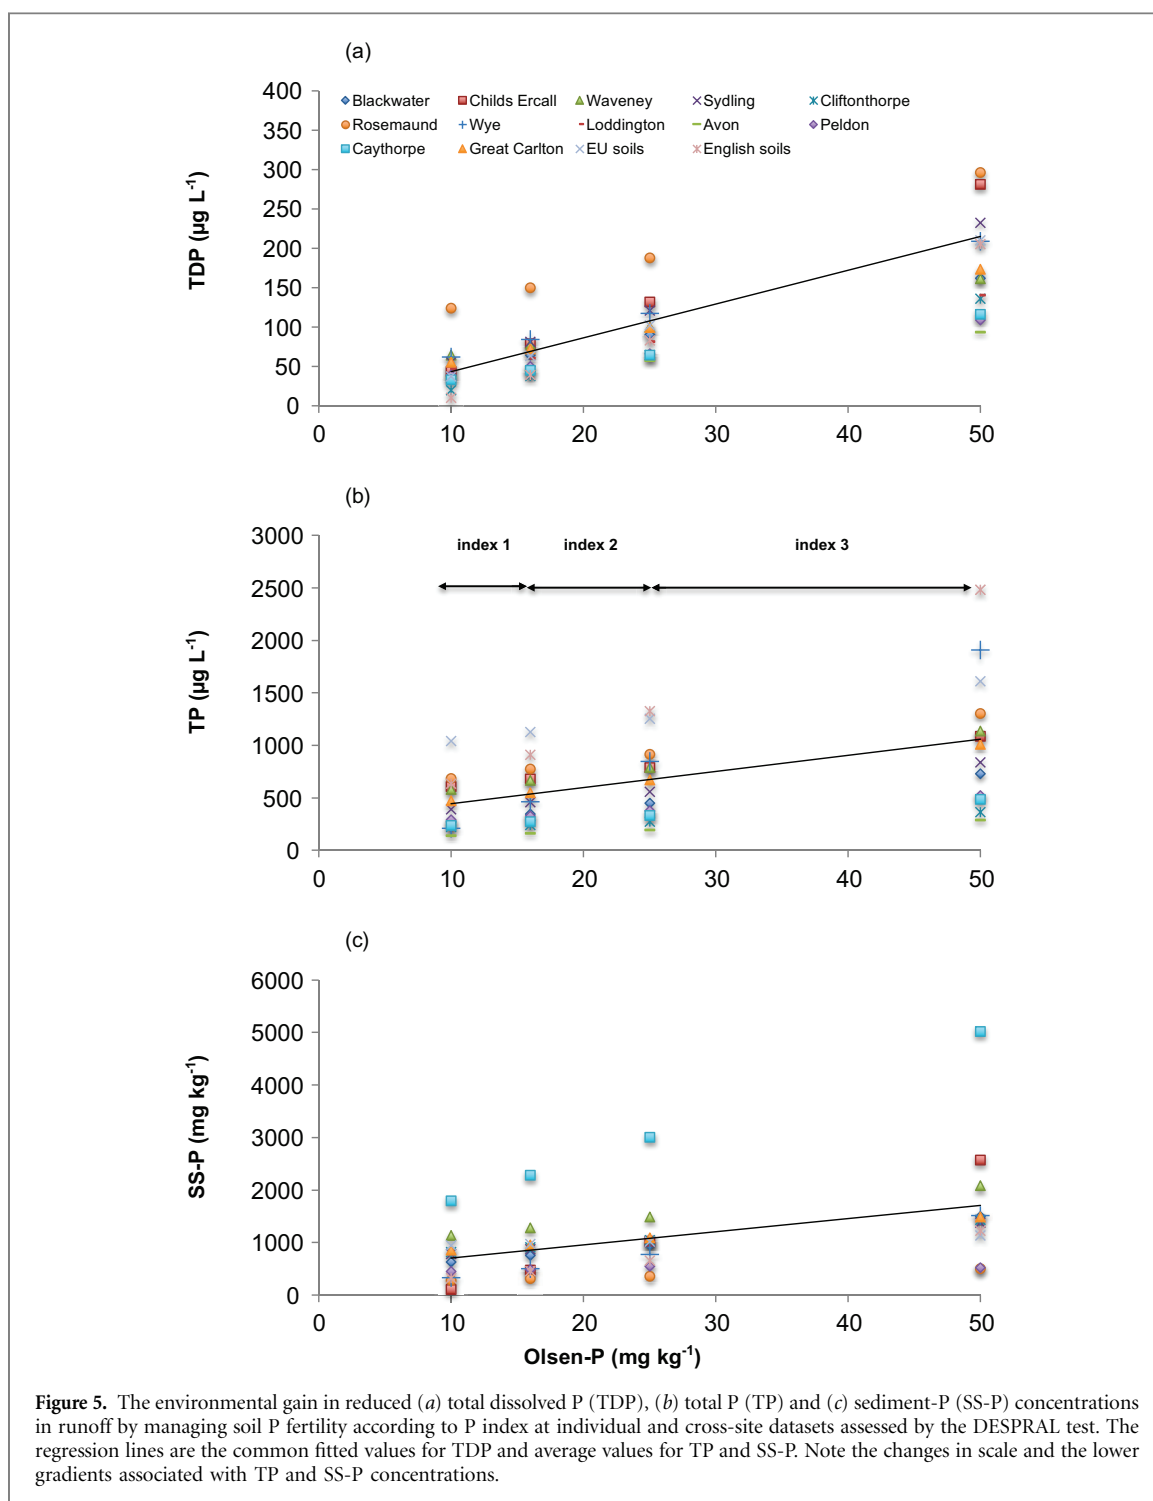 (a)
400
350
300
250
200
150
100
50
0
TDP (µg L-1)
Blackwater Childs Ercall Waveney Sydling Cliftonthorpe
Rosemaund Wye Loddington Avon Peldon
Caythorpe Great Carlton EU soils English soils
0 10 20 30 40 50
(b)
3000
2500
2000
1500
1000
500
0
TP (µg L-1)
index 1 index 2 index 3
0 10 20 30 40 50
(c)
6000
5000
4000
3000
2000
1000
0
SS-P (mg kg-1)
0 10 20 30 40 50
Olsen-P (mg kg-1)
Figure 5. The environmental gain in reduced (a) total dissolved P (TDP), (b) total P (TP) and (c) sediment-P (SS-P) concentrations
in runoff by managing soil P fertility according to P index at individual and cross-site datasets assessed by the DESPRAL test. The
regression lines are the common fitted values for TDP and average values for TP and SS-P. Note the changes in scale and the lower
gradients associated with TP and SS-P concentrations.